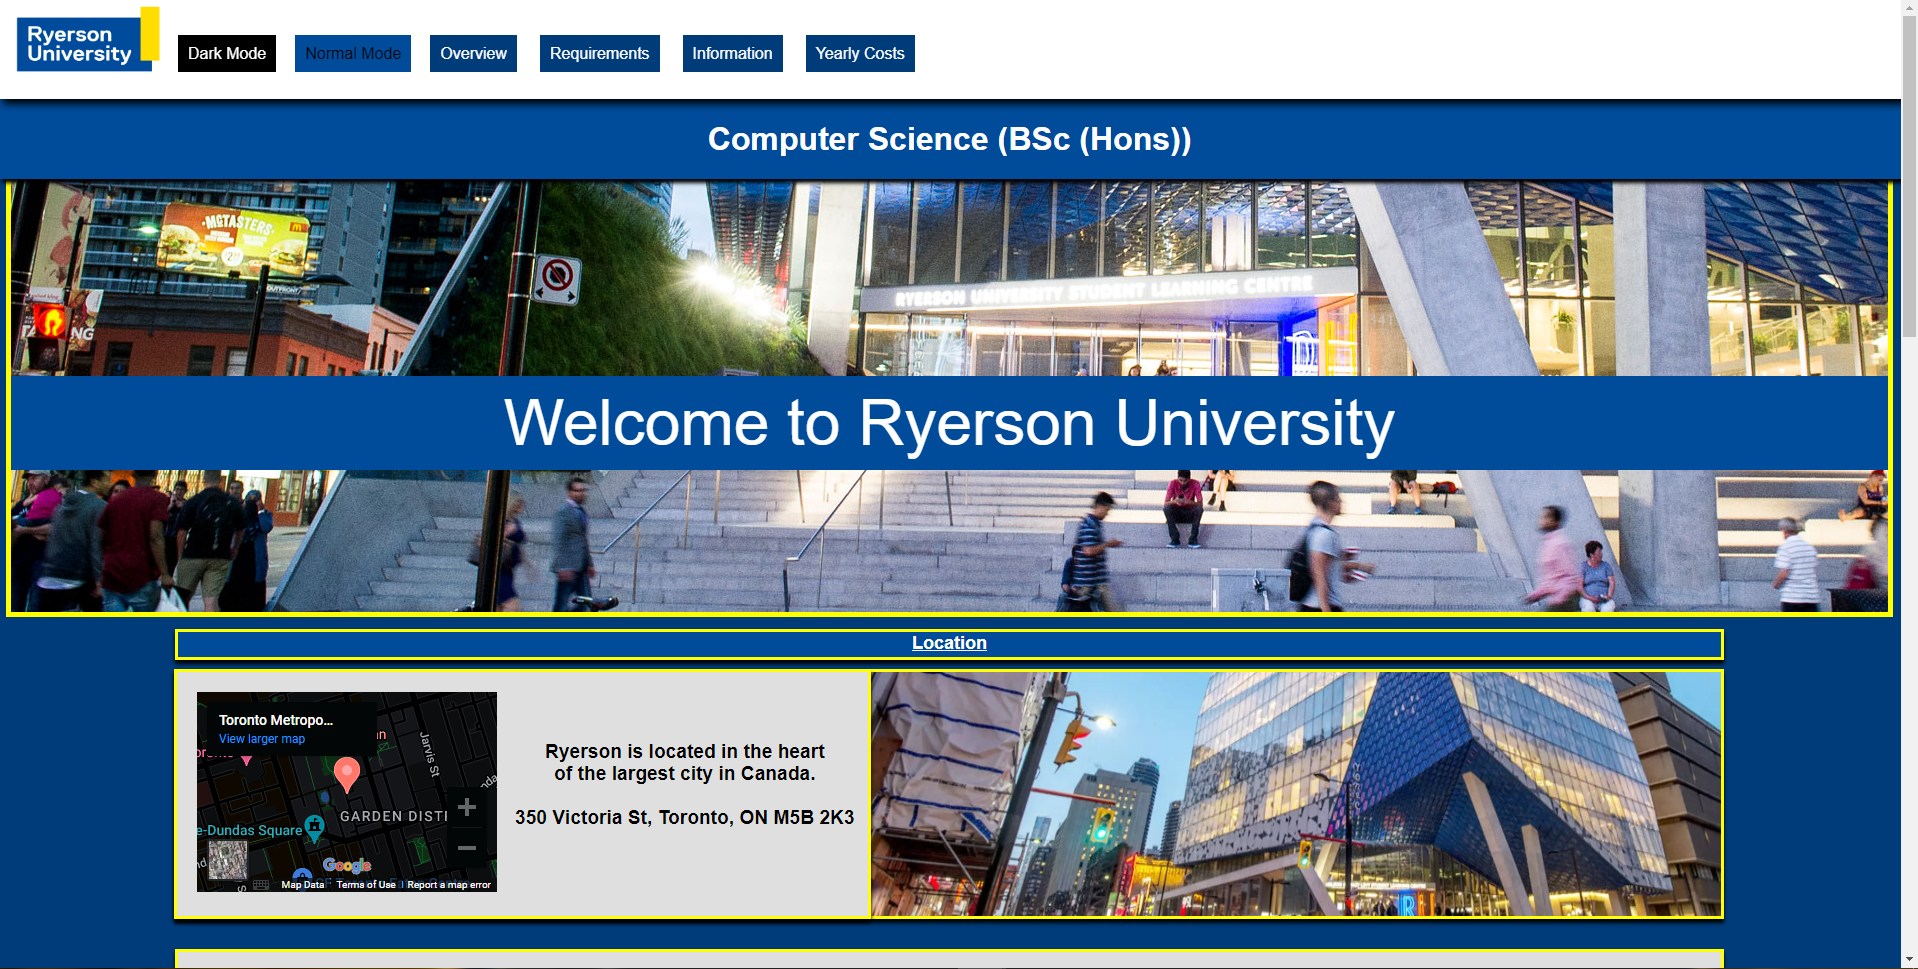 Ryerson
University
Dark Mode
Normal Mode
Overview
Requirements
Information
Yearly Costs
Computer Science (BSc (Hons))
MCTASTERS
OUTFRONT/
RYERSON UNIVERSITY STUDENT LEARNING CENTRE
Welcome to Ryerson University
Location
Toronto Metropo...
View larger map
Jarvis St
GARDEN DISTI
e-Dundas Square
Google
Map Data
Terms of Use
Report a map error
Ryerson is located in the heart
of the largest city in Canada.
350 Victoria St, Toronto, ON M5B 2K3
R